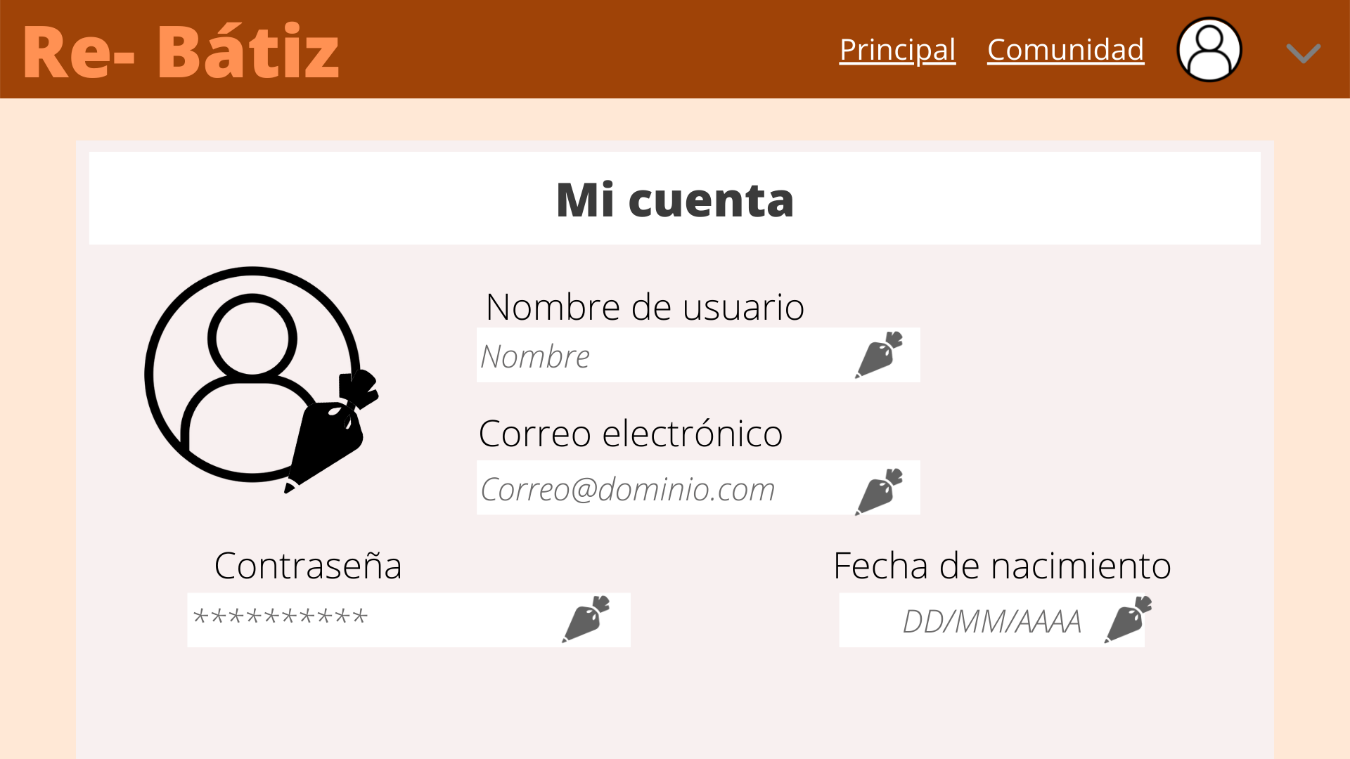 Re- Bátiz
Principal
Comunidad
Mi cuenta
Nombre de usuario
Nombre
Correo electrónico
Correo@dominio.com
Contraseña
**********
Fecha de nacimiento
DD/MM/AAAA